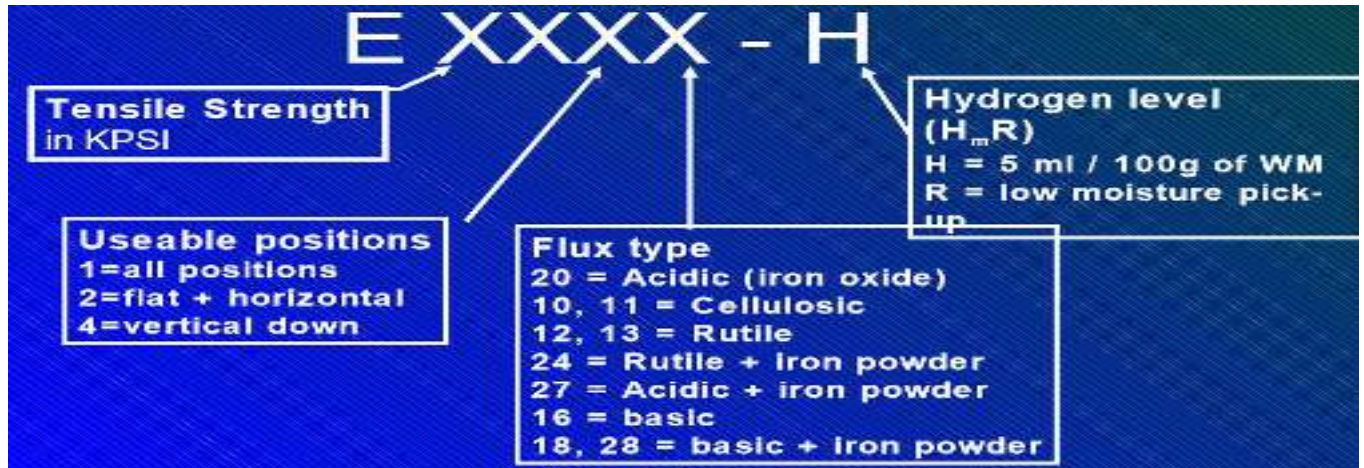 E XXXX - H
Tensile Strength
in KPSI
Hydrogen level
(HmR)
H = 5 ml / 100g of WM
R = low moisture pick-
up
Useable positions
1=all positions
2=flat + horizontal
4=vertical down
Flux type
20 = Acidic (iron oxide)
10, 11 = Cellulosic
12, 13 = Rutile
24 = Rutile + iron powder
27 = Acidic + iron powder
16 = basic
18, 28 = basic + iron powder